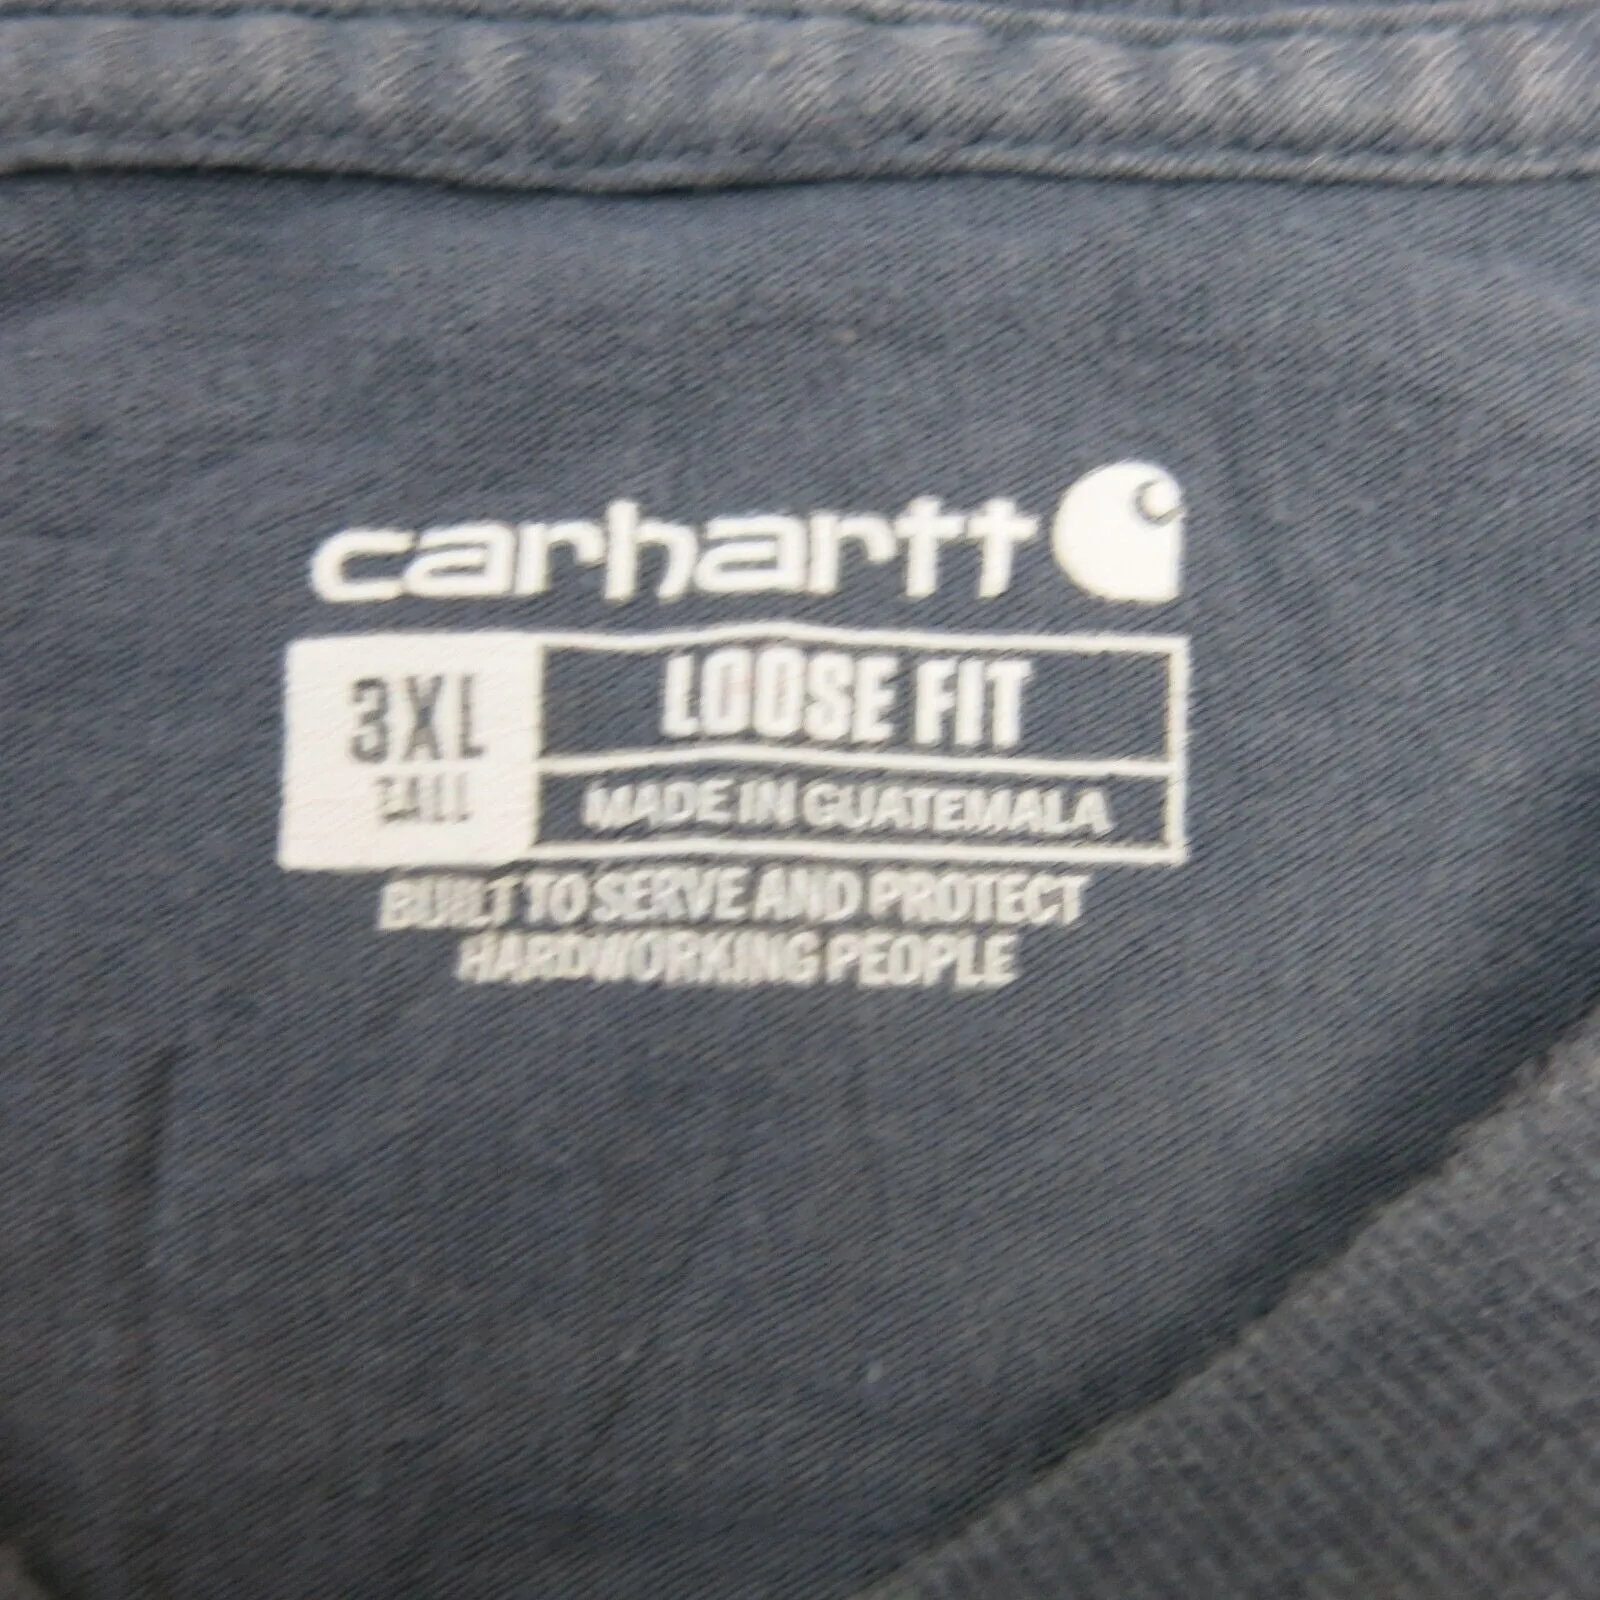 carhartt
3XL
TALL
LOOSE FIT
MADE IN GUATEMALA
BUILT TO SERVE AND PROTECT
HARDWORKING PEOPLE